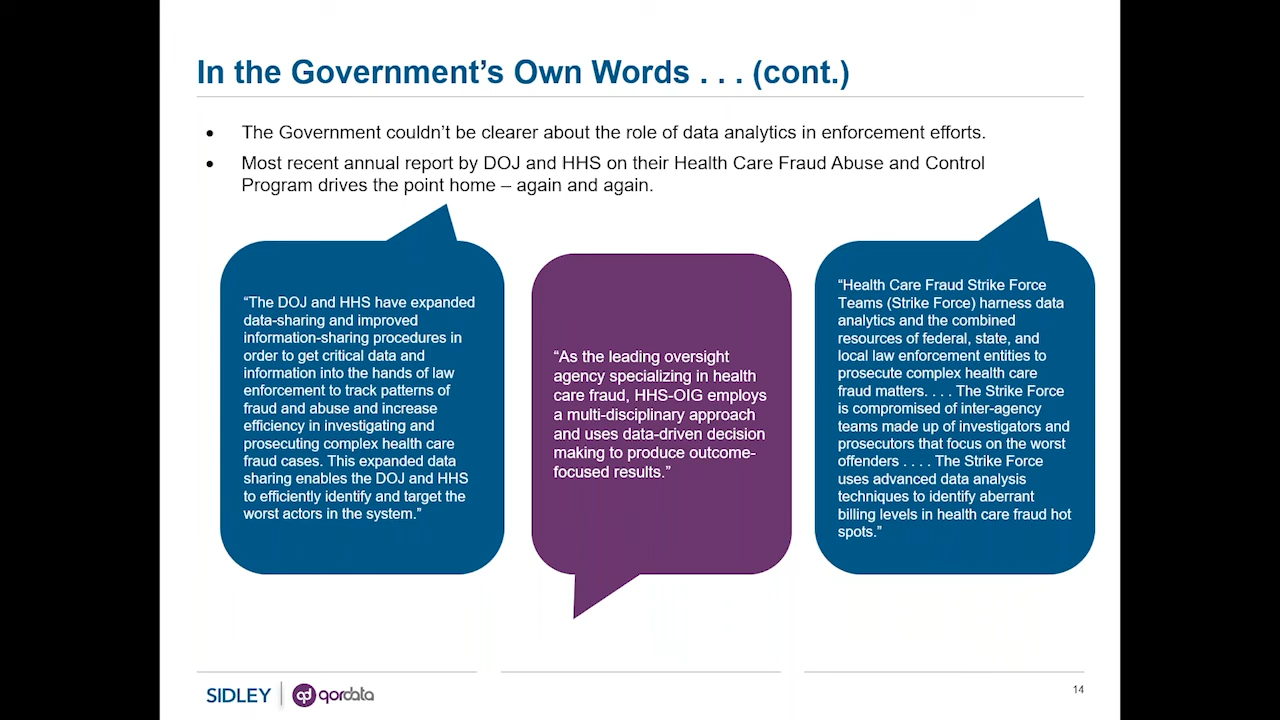 In the Government’s Own Words . . . (cont.)
• The Government couldn’t be clearer about the role of data analytics in enforcement efforts.
• Most recent annual report by DOJ and HHS on their Health Care Fraud Abuse and Control
Program drives the point home – again and again.
“The DOJ and HHS have expanded
data-sharing and improved
information-sharing procedures in
order to get critical data and
information into the hands of law
enforcement to track patterns of
fraud and abuse and increase
efficiency in investigating and
prosecuting complex health care
fraud cases. This expanded data
sharing enables the DOJ and HHS
to efficiently identify and target the
worst actors in the system.”
“As the leading oversight
agency specializing in health
care fraud, HHS-OIG employs
a multi-disciplinary approach
and uses data-driven decision
making to produce outcome-
focused results.”
“Health Care Fraud Strike Force
Teams (Strike Force) harness data
analytics and the combined
resources of federal, state, and
local law enforcement entities to
prosecute complex health care
fraud matters. . . . The Strike Force
is compromised of inter-agency
teams made up of investigators and
prosecutors that focus on the worst
offenders . . . . The Strike Force
uses advanced data analysis
techniques to identify aberrant
billing levels in health care fraud hot
spots.”
SIDLEY | qd qordata
14